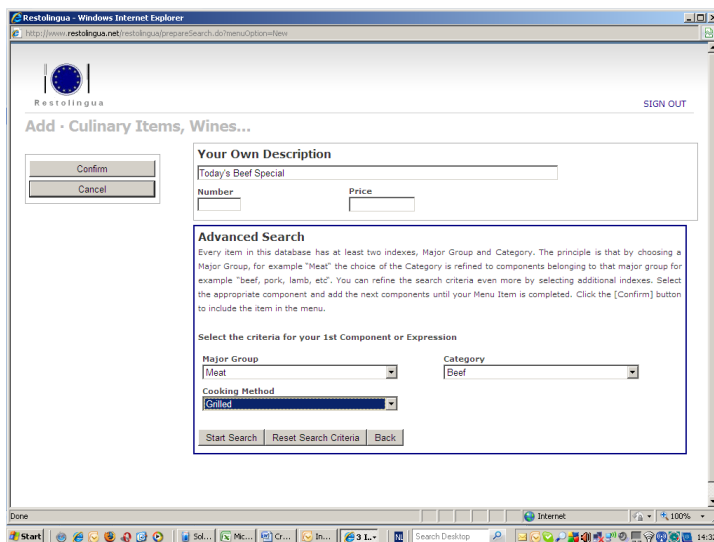 Restolingua - Windows Internet Explorer
http://www.restolingua.net/restolingua/prepareSearch.do?menuOption=New
Restolingua
SIGN OUT
Add - Culinary Items, Wines...
Confirm
Cancel
Your Own Description
Today's Beef Special
Number Price
Advanced Search
Every item in this database has at least two indexes, Major Group and Category. The principle is that by choosing a
Major Group, for example "Meat" the choice of the Category is refined to components belonging to that major group for
example "beef, pork, lamb, etc". You can refine the search criteria even more by selecting additional indexes. Select
the appropriate component and add the next components until your Menu Item is completed. Click the [Confirm] button
to include the item in the menu.
Select the criteria for your 1st Component or Expression
Major Group Category
Meat Beef
Cooking Method
Grilled
Start Search Reset Search Criteria Back
Done Internet 100%
Start Sol... Mic... Cr... In... 3 I... NL Search Desktop 14:32